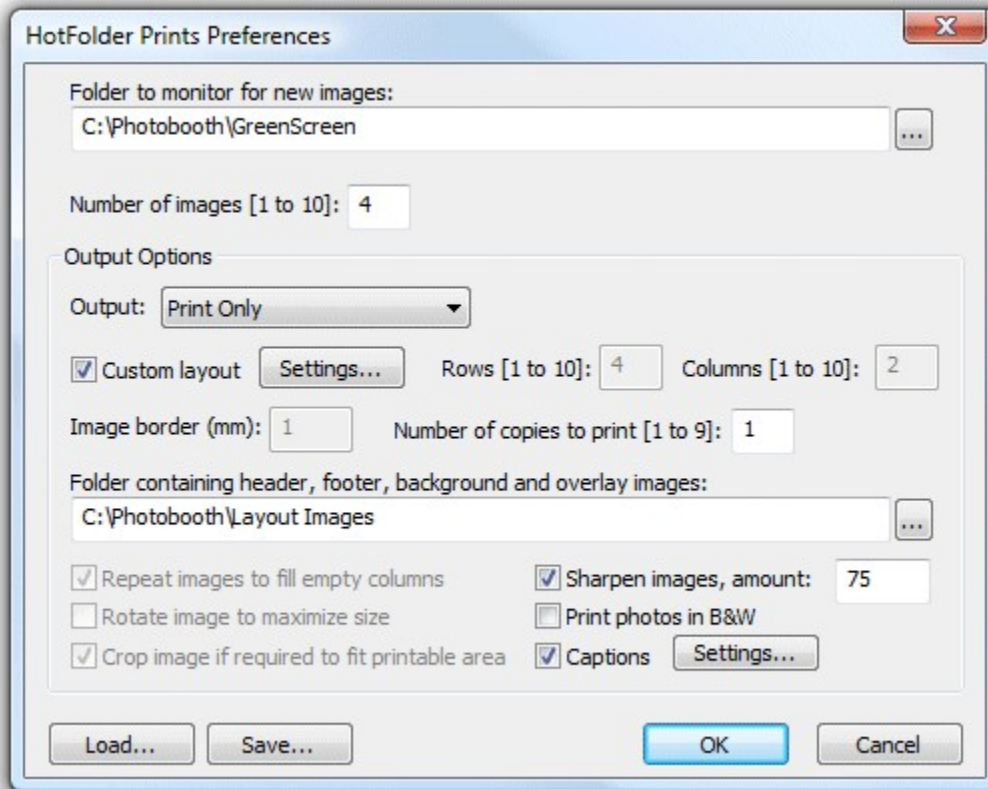 HotFolder Prints Preferences
Folder to monitor for new images:
C:\Photobooth\GreenScreen
...
Number of images [1 to 10]: 4
Output Options
Output: Print Only
Custom layout Settings... Rows [1 to 10]: 4 Columns [1 to 10]: 2
Image border (mm): 1 Number of copies to print [1 to 9]: 1
Folder containing header, footer, background and overlay images:
C:\Photobooth\Layout Images
...
Repeat images to fill empty columns Sharpen images, amount: 75
Rotate image to maximize size Print photos in B&W
Crop image if required to fit printable area Captions Settings...
Load... Save... OK Cancel